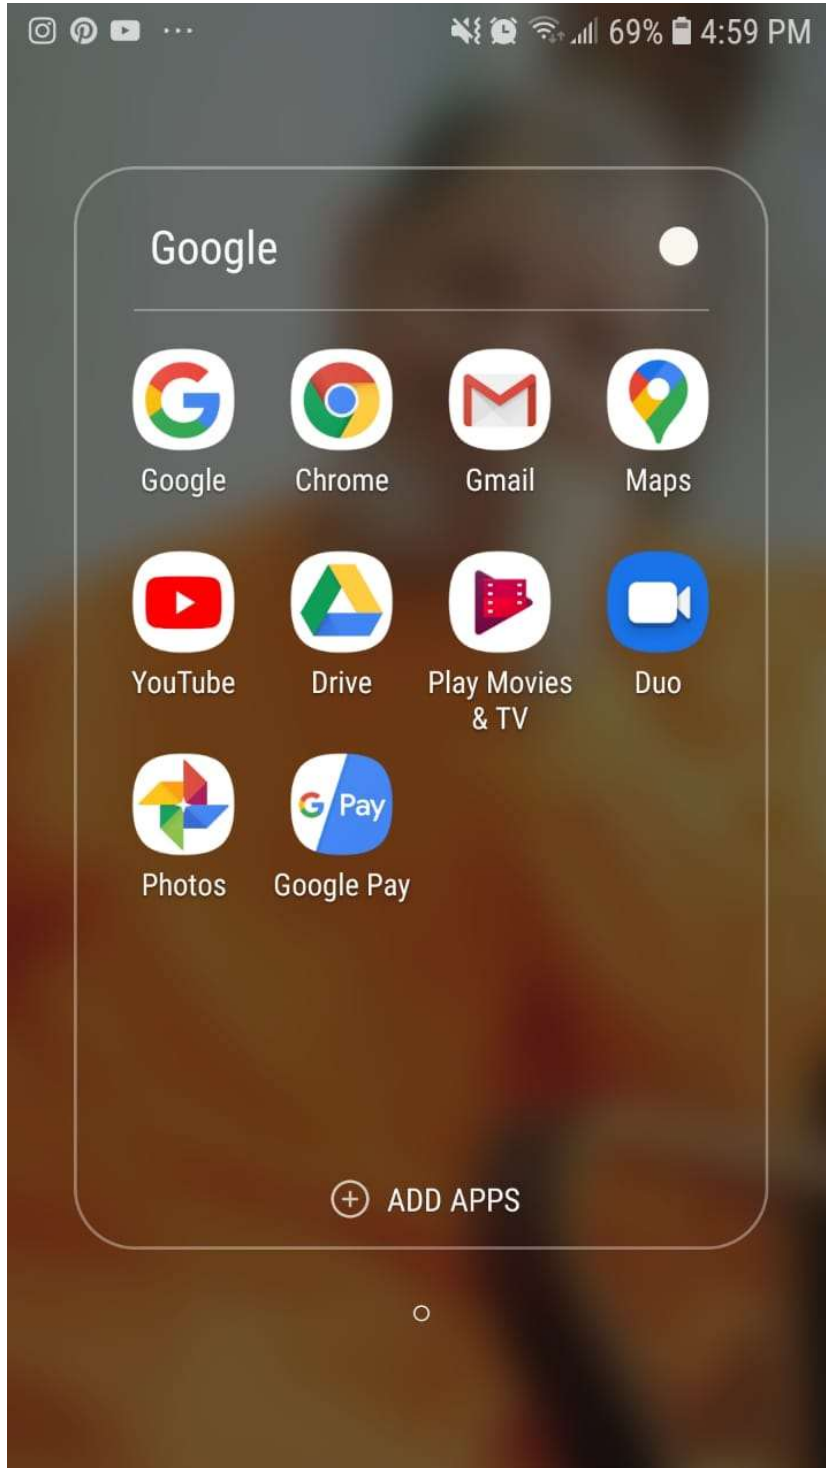 69% 4:59 PM
Google
Google Chrome Gmail Maps
YouTube Drive Play Movies & TV Duo
G Pay
Photos Google Pay
ADD APPS